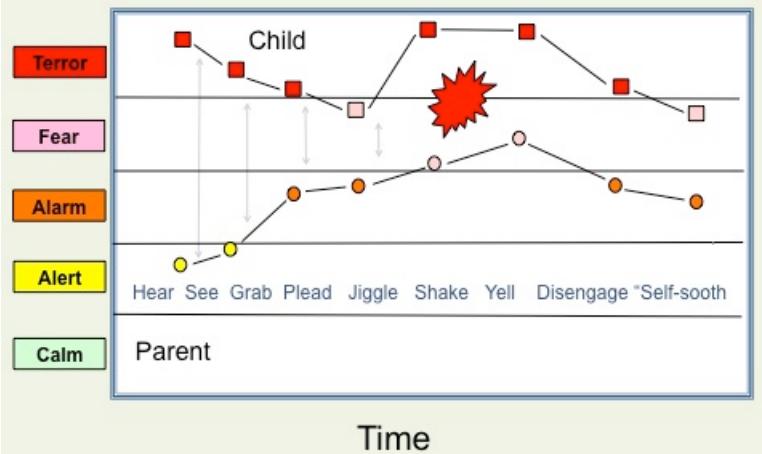 Child
Terror
Fear
Alarm
Alert
Hear See Grab Plead Jiggle Shake Yell Disengage “Self-sooth
Calm
Parent
Time